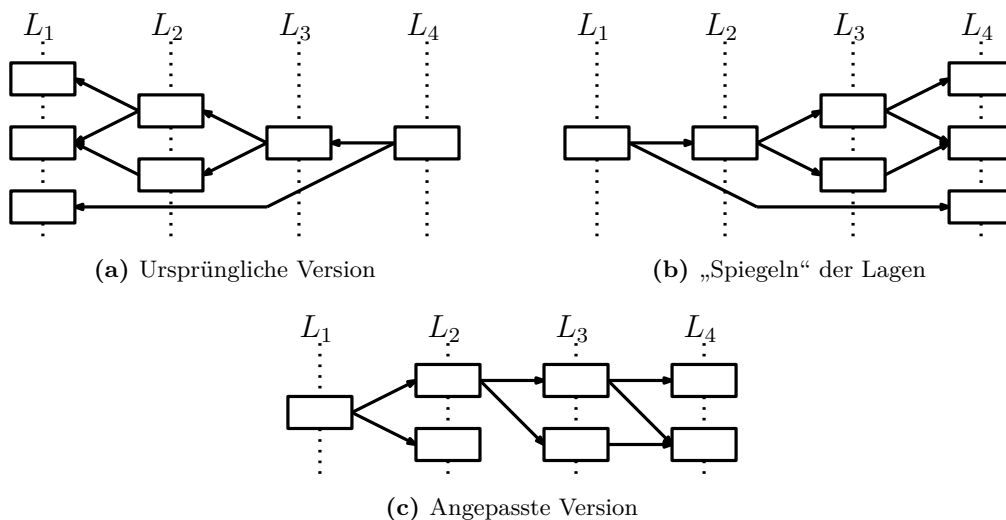 L₁ L₂ L₃ L₄
(a) Ursprüngliche Version
L₁ L₂ L₃ L₄
(b) „Spiegeln“ der Lagen
L₁ L₂ L₃ L₄
(c) Angepasste Version